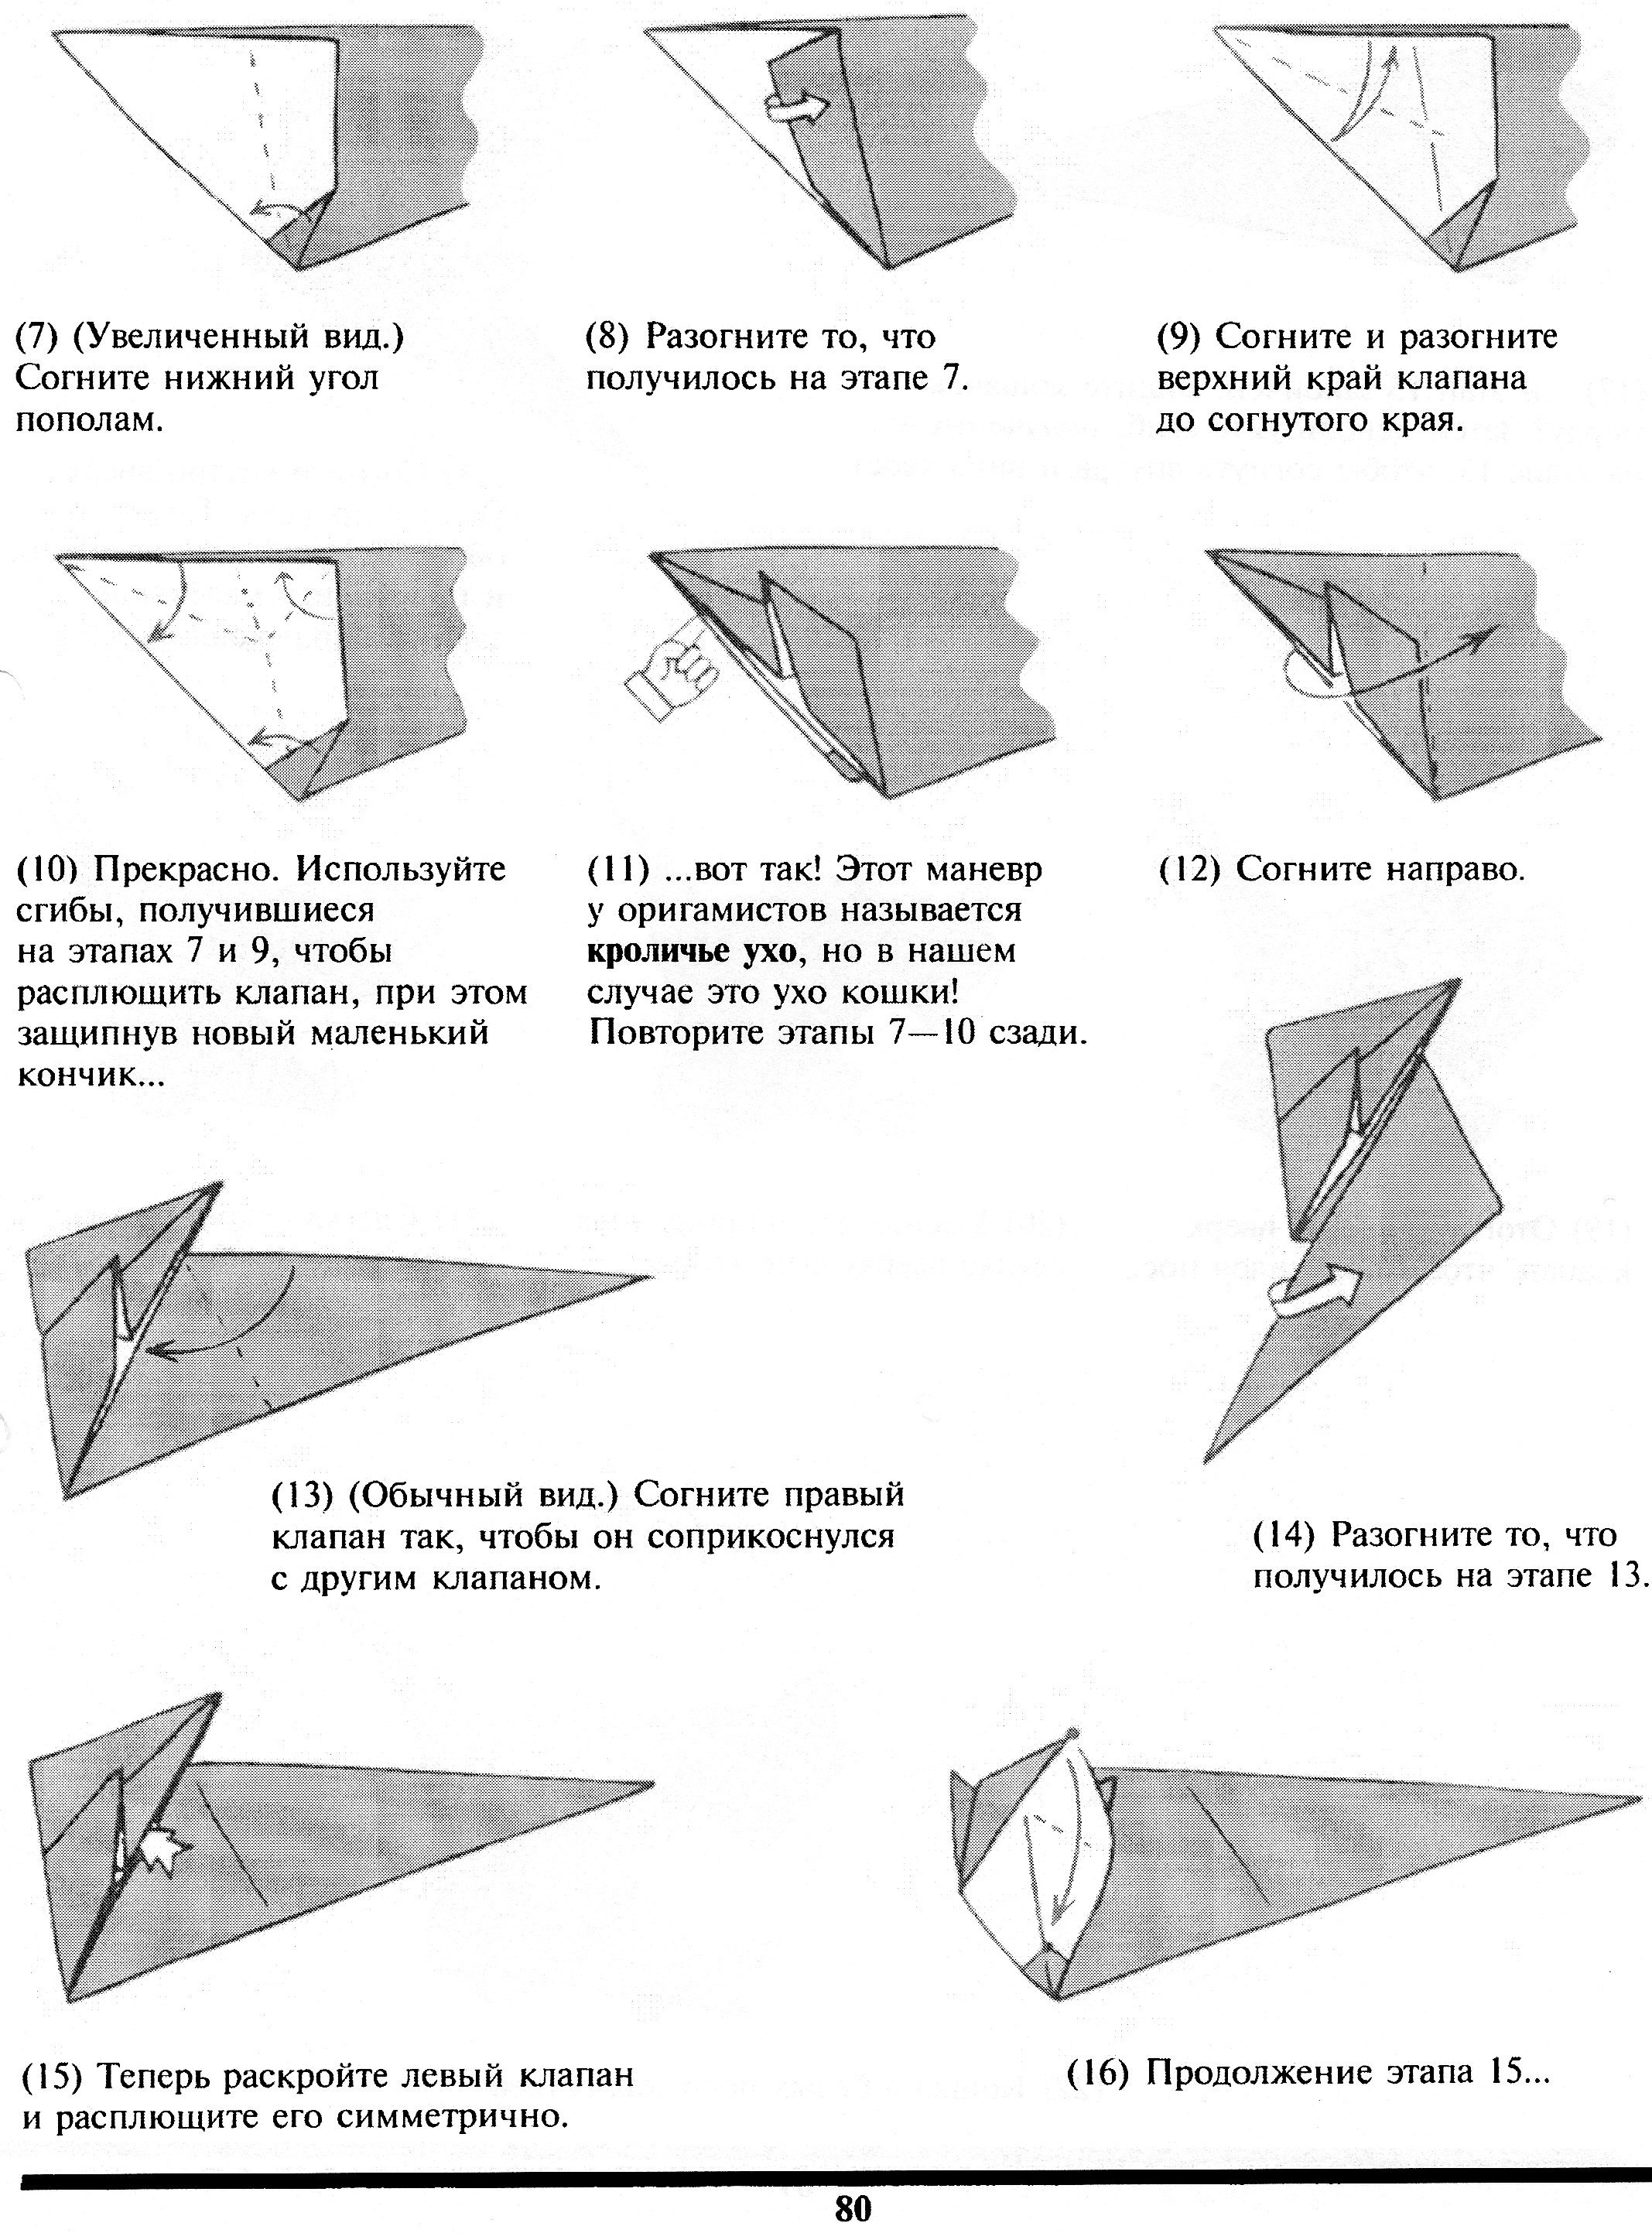 (7) (Увеличенный вид.)
Согните нижний угол
пополам.
(8) Разогните то, что
получилось на этапе 7.
(9) Согните и разогните
верхний край клапана
до согнутого края.
(10) Прекрасно. Используйте
сгибы, получившиеся
на этапах 7 и 9, чтобы
расплющить клапан, при этом
защипнув новый маленький
кончик...
(11) ...вот так! Этот маневр
у оригамистов называется
кроличье ухо, но в нашем
случае это ухо кошки!
Повторите этапы 7—10 сзади.
(12) Согните направо.
(13) (Обычный вид.) Согните правый
клапан так, чтобы он соприкоснулся
с другим клапаном.
(14) Разогните то, что
получилось на этапе 13.
(15) Теперь раскройте левый клапан
и расплющите его симметрично.
(16) Продолжение этапа 15...
80